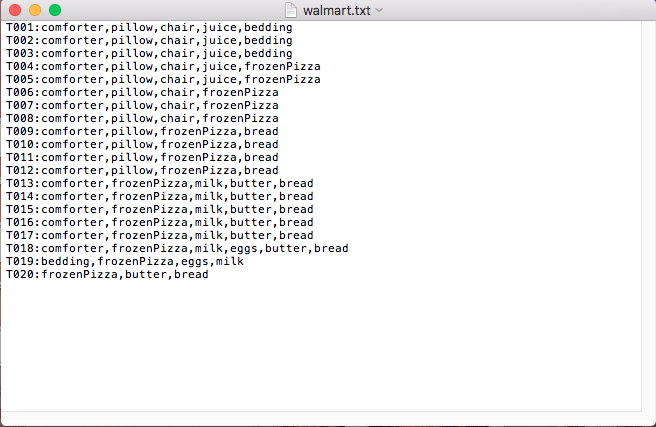 walmart.txt
T001:comforter,pillow,chair,juice,bedding
T002:comforter,pillow,chair,juice,bedding
T003:comforter,pillow,chair,juice,bedding
T004:comforter,pillow,chair,juice,frozenPizza
T005:comforter,pillow,chair,juice,frozenPizza
T006:comforter,pillow,chair,frozenPizza
T007:comforter,pillow,chair,frozenPizza
T008:comforter,pillow,chair,frozenPizza
T009:comforter,pillow,frozenPizza,bread
T010:comforter,pillow,frozenPizza,bread
T011:comforter,pillow,frozenPizza,bread
T012:comforter,pillow,frozenPizza,bread
T013:comforter,frozenPizza,milk,butter,bread
T014:comforter,frozenPizza,milk,butter,bread
T015:comforter,frozenPizza,milk,butter,bread
T016:comforter,frozenPizza,milk,butter,bread
T017:comforter,frozenPizza,milk,butter,bread
T018:comforter,frozenPizza,milk,eggs,butter,bread
T019:bedding,frozenPizza,eggs,milk
T020:frozenPizza,butter,bread